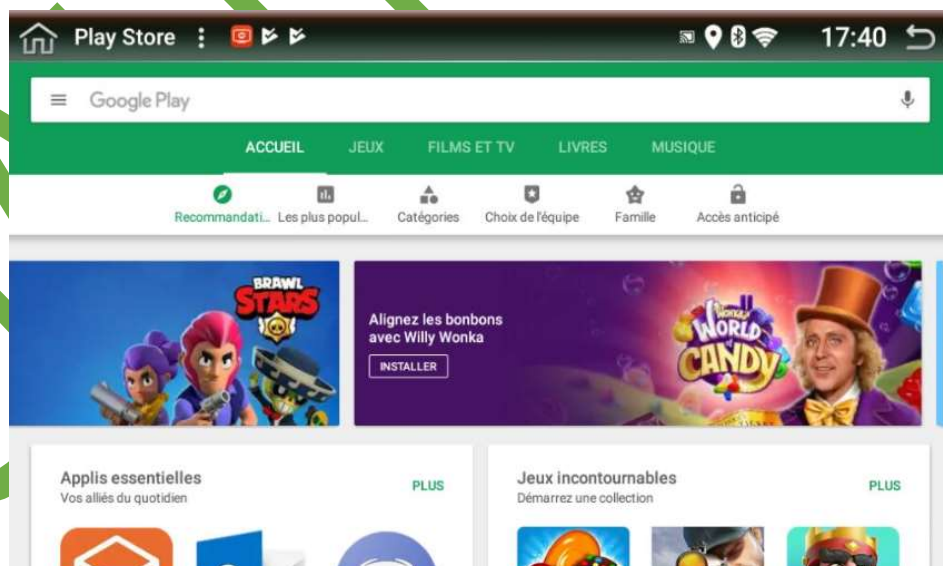 Play Store
17:40
Google Play
ACCUEIL JEUX FILMS ET TV LIVRES MUSIQUE
Recommandati... Les plus popul... Catégories Choix de l'équipe Famille Accès anticipé
BRAWL
STARS
Alignez les bonbons
avec Willy Wonka
INSTALLER
Wonka's
WORLD
of
CANDY
Applis essentielles
Vos alliés du quotidien
PLUS
Jeux incontournables
Démarrez une collection
PLUS